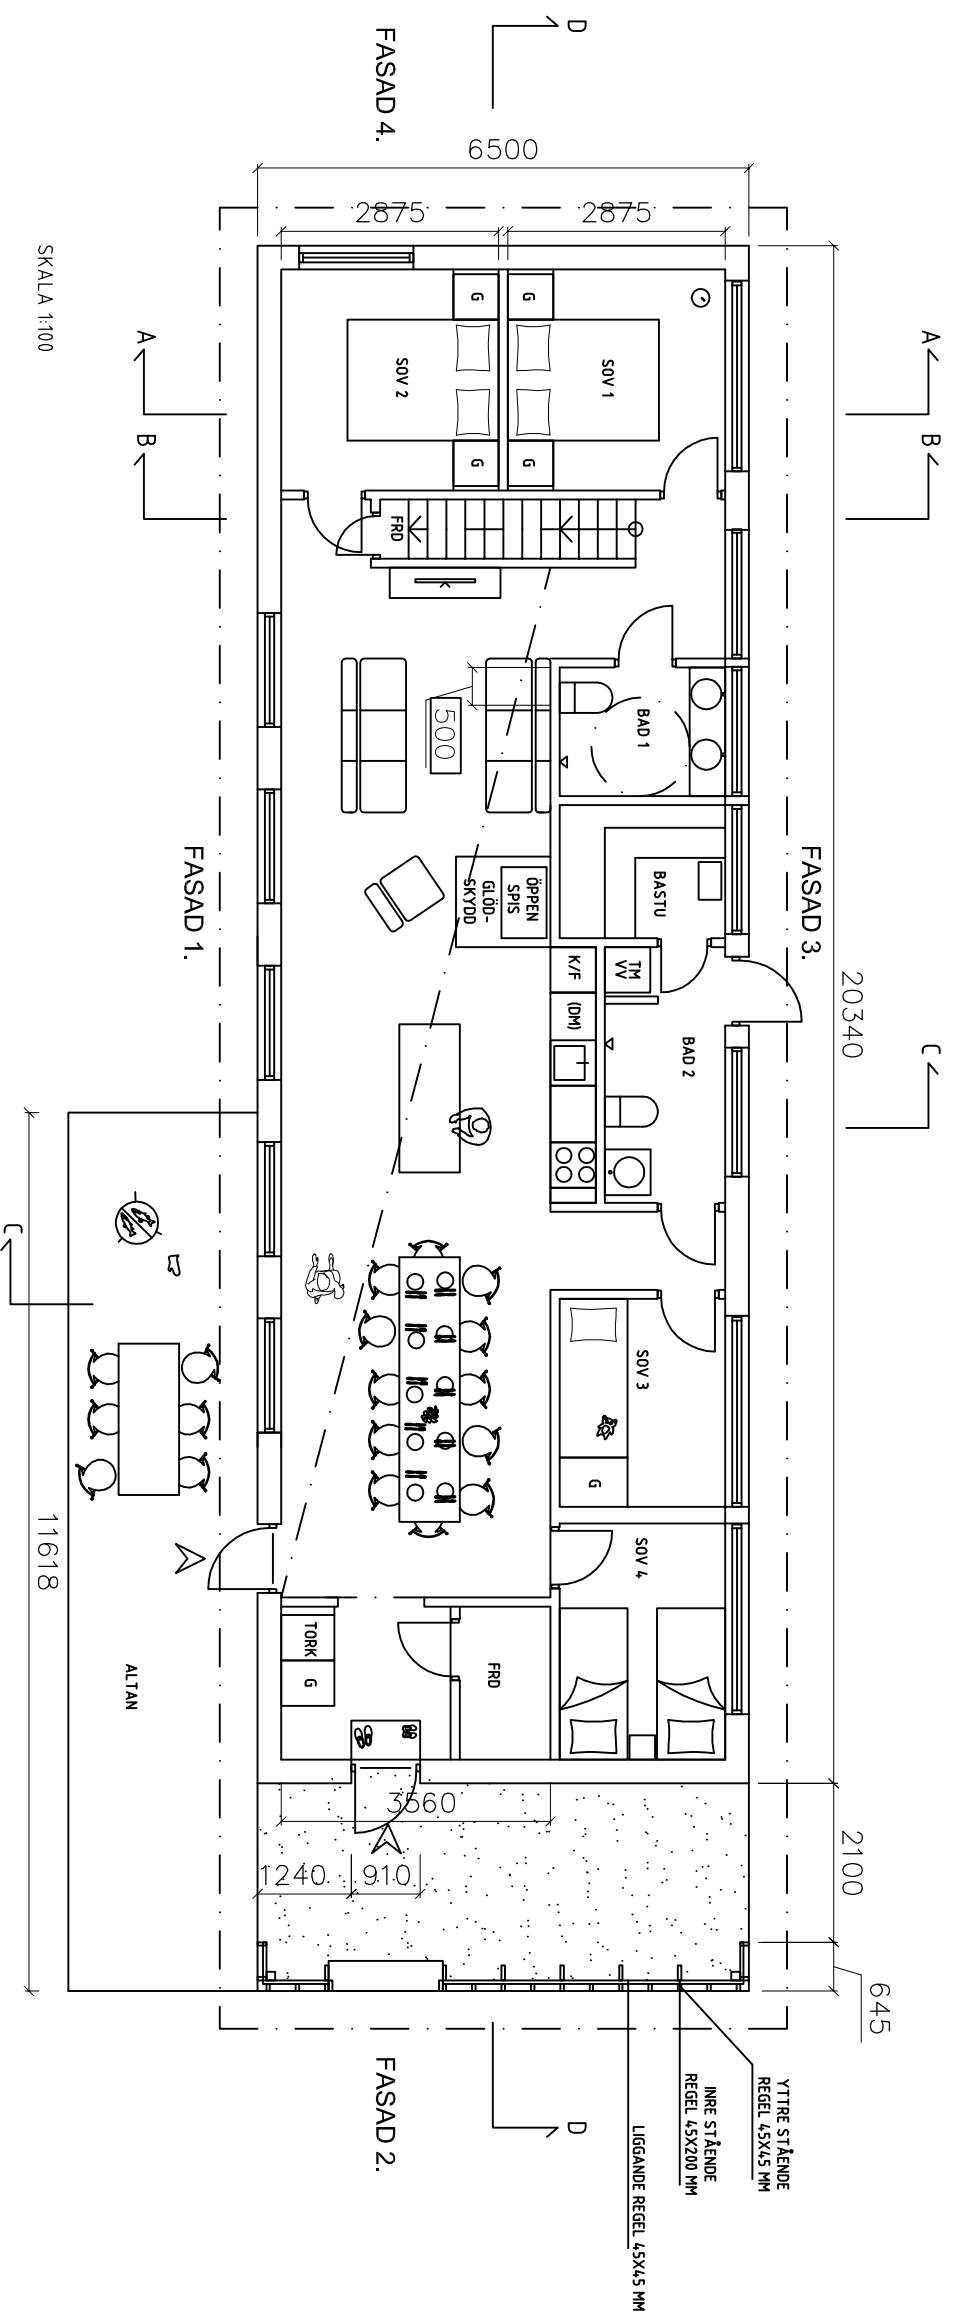 D
FASAD 4.
6500
2875
2875
SKALA 1:100
A
A
B
B
G
G
SOV 2
SOV 1
G
G
FRD
500
BAD 1
FASAD 1.
FASAD 3.
20340
ÖPPEN
SPIS
GLÖD-
SKYDD
BASTU
K/F
TM
VV
(DM)
BAD 2
C
C
SOV 3
G
SOV 4
11618
ALTAN
TORK
G
FRD
3560
1240
910
2100
645
FASAD 2.
D
YTTRE STÅENDE
REGEL 45X45 MM
INRE STÅENDE
REGEL 45X200 MM
LIGGANDE REGEL 45X45 MM